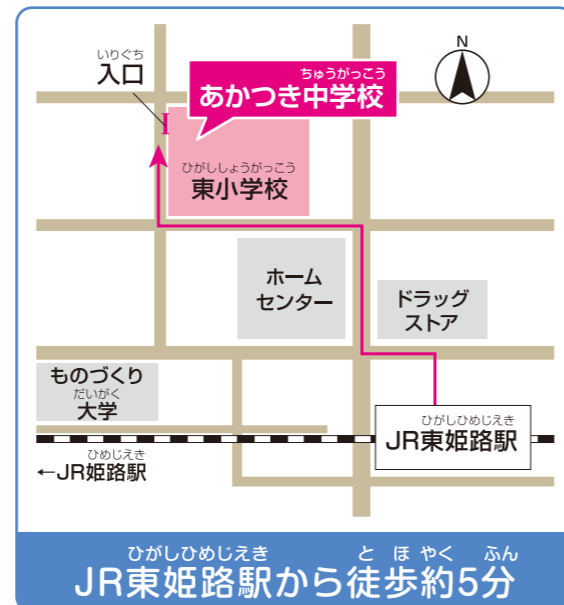 いりぐち
入口
N
ちゅうがっこう
あかつき中学校
ひがししょうがっこう
東小学校
ホーム
センター
ドラッグ
ストア
ものづくり
だいがく
大学
ひがしひめじえき
JR東姫路駅
ひめじえき
←JR姫路駅
ひがしひめじえき と ほ やく ふん
JR東姫路駅から徒歩約5分